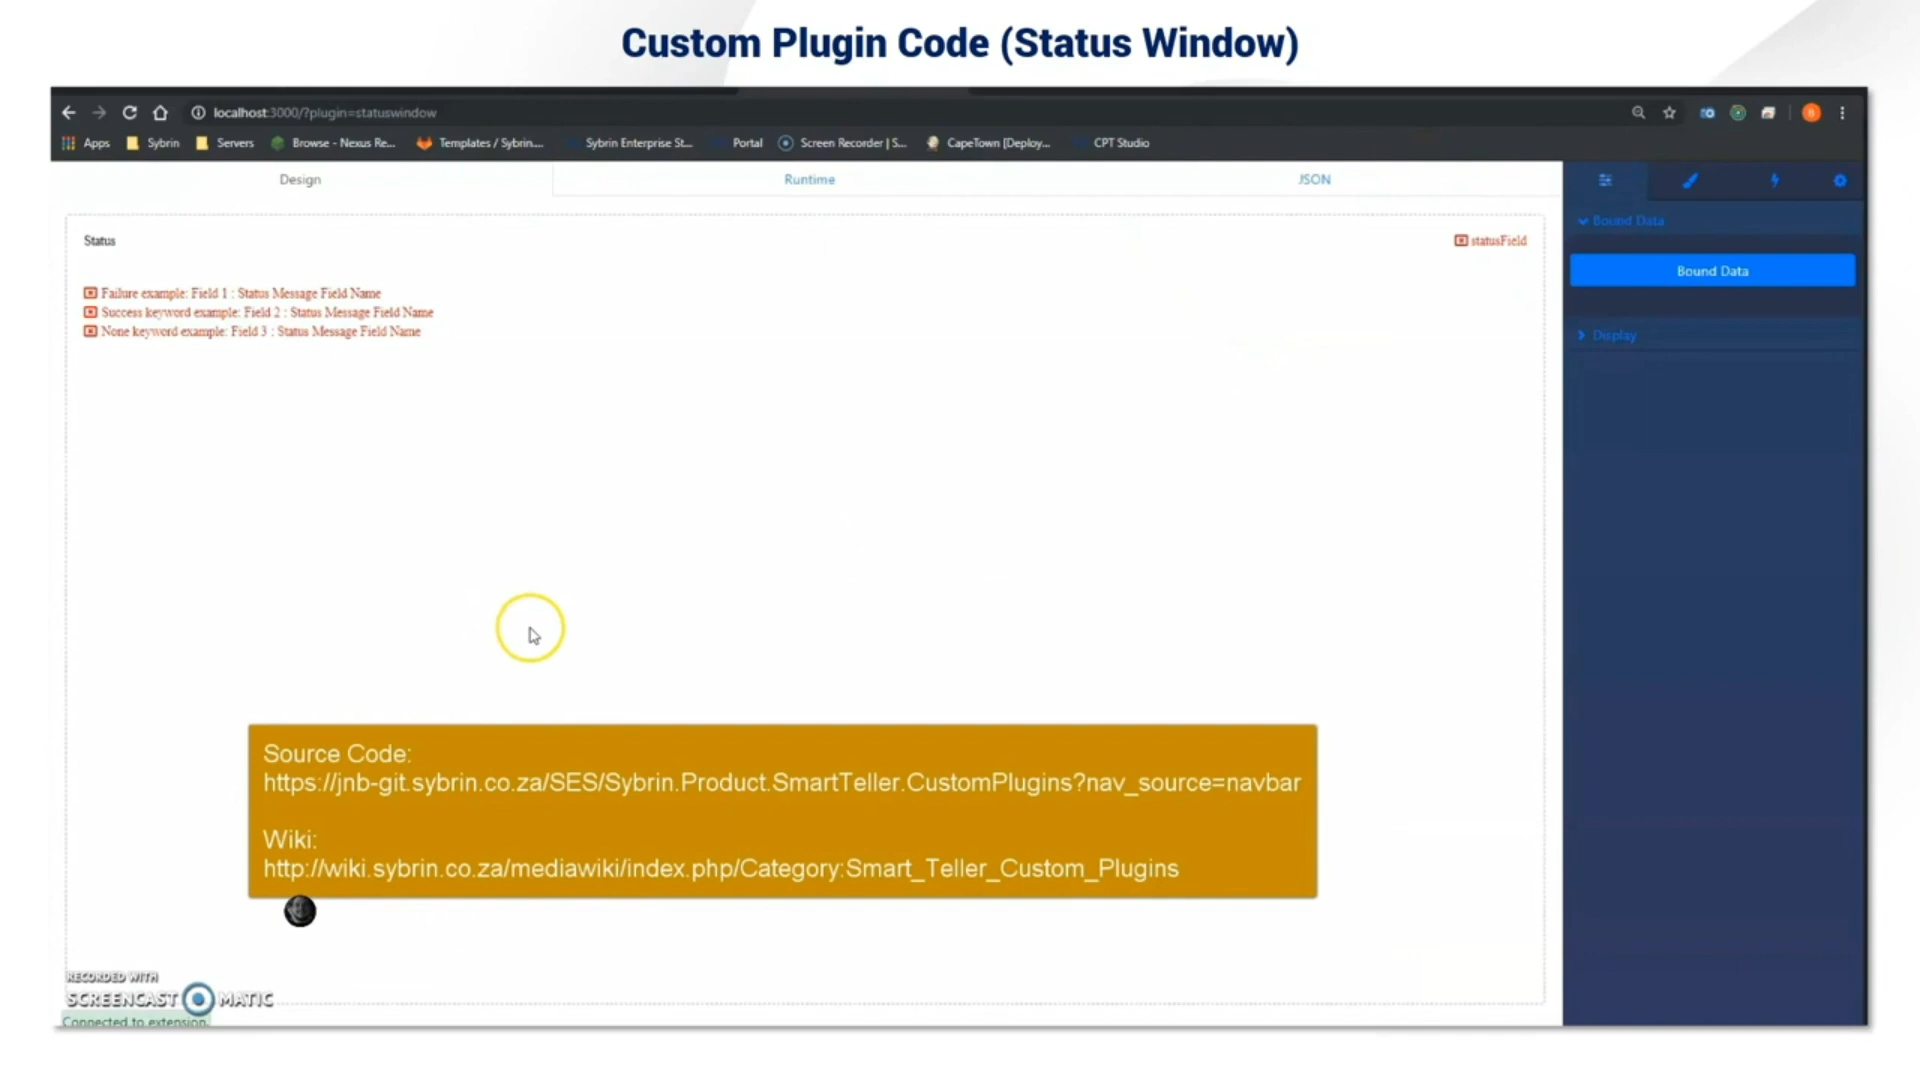 Custom Plugin Code (Status Window)
localhost:3000/?plugin=statuswindow
Apps Sybrin Servers Browse - Nexus Re... Templates / Sybrin.... Sybrin Enterprise St... Portal Screen Recorder | S... CapeTown [Deploy... CPT Studio
Design Runtime JSON
Bound Data
Status statusField
Bound Data
Failure example: Field 1 : Status Message Field Name
Success keyword example: Field 2 : Status Message Field Name
None keyword example: Field 3 : Status Message Field Name
Display
Source Code:
https://jnb-git.sybrin.co.za/SES/Sybrin.Product.SmartTeller.CustomPlugins?nav_source=navbar
Wiki:
http://wiki.sybrin.co.za/mediawiki/index.php/Category:Smart_Teller_Custom_Plugins
RECORDED WITH
SCREENCAST MATIC
Connected to extension.